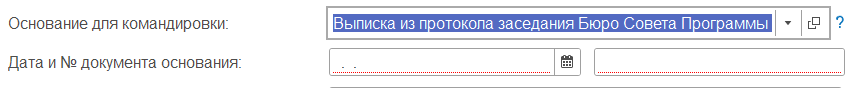 Основание для командировки: Выписка из протокола заседания Бюро Совета Программы ?
Дата и № документа основания: . .